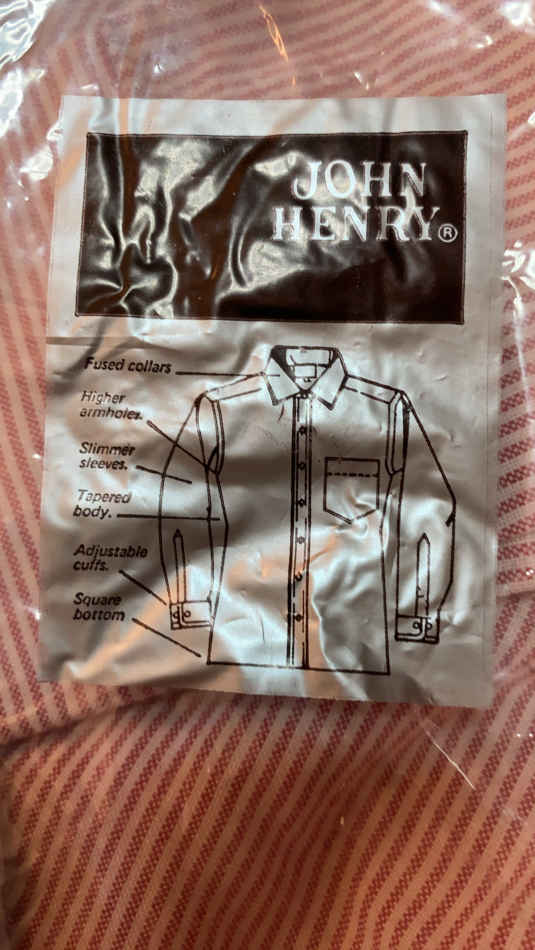 JOHN
HENRY®
Fused collars
Higher
armholes.
Slimmer
sleeves.
Tapered
body.
Adjustable
cuffs.
Square
bottom